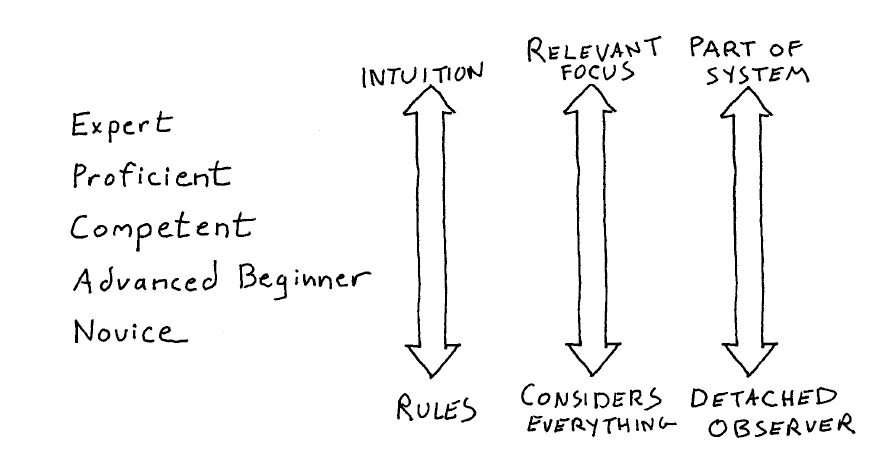 INTUITION
RELEVANT
FOCUS
PART OF
SYSTEM
Expert
Proficient
Competent
Advanced Beginner
Novice
RULES
CONSIDERS
EVERYTHING
DETACHED
OBSERVER